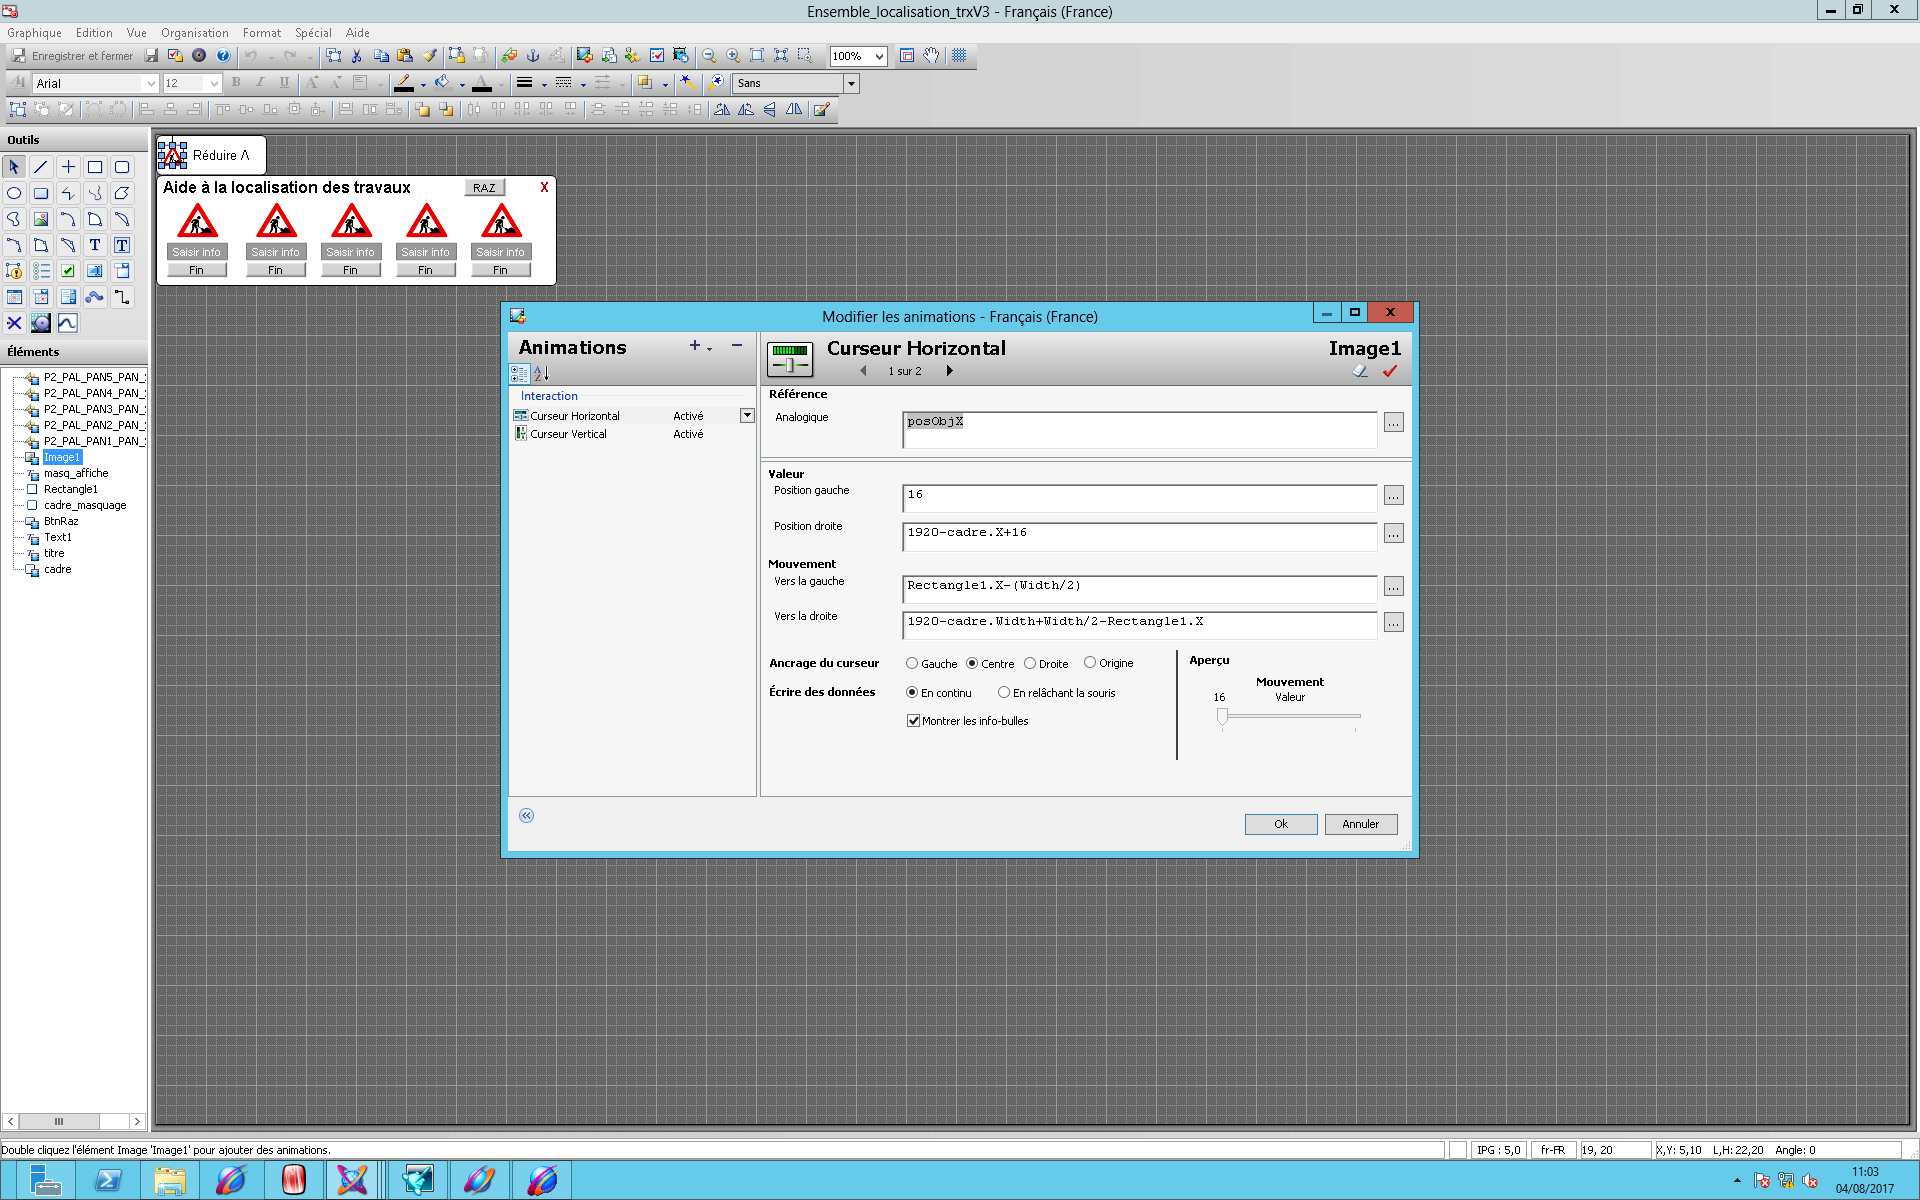 Ensemble_localisation_trxV3 - Français (France)
Graphique Edition Vue Organisation Format Spécial Aide
Enregistrer et fermer 100%
Arial 12 B I U A A A Sans
Outils
T T
Éléments
P2_PAL_PAN5_PAN_
P2_PAL_PAN4_PAN_
P2_PAL_PAN3_PAN_
P2_PAL_PAN2_PAN_
P2_PAL_PAN1_PAN_
Image1
masq_affiche
Rectangle1
cadre_masquage
BtnRaz
Text1
titre
cadre
Réduire Λ
Aide à la localisation des travaux RAZ X
Saisir info Saisir info Saisir info Saisir info Saisir info
Fin Fin Fin Fin Fin
Modifier les animations - Français (France)
Animations
Interaction
Curseur Horizontal Activé
Curseur Vertical Activé
Curseur Horizontal Image1
1 sur 2
Référence
Analogique posObjX ...
Valeur
Position gauche 16 ...
Position droite 1920-cadre.X+16 ...
Mouvement
Vers la gauche Rectangle1.X-(Width/2) ...
Vers la droite 1920-cadre.Width+Width/2-Rectangle1.X ...
Ancrage du curseur Gauche Centre Droite Origine
Écrire des données En continu En relâchant la souris
Montrer les info-bulles
Aperçu
Mouvement
16 Valeur
Ok Annuler
Double cliquez l'élément Image 'Image1' pour ajouter des animations. IPG : 5,0 fr-FR 19, 20 X,Y: 5,10 L,H: 22,20 Angle: 0
11:03
04/08/2017